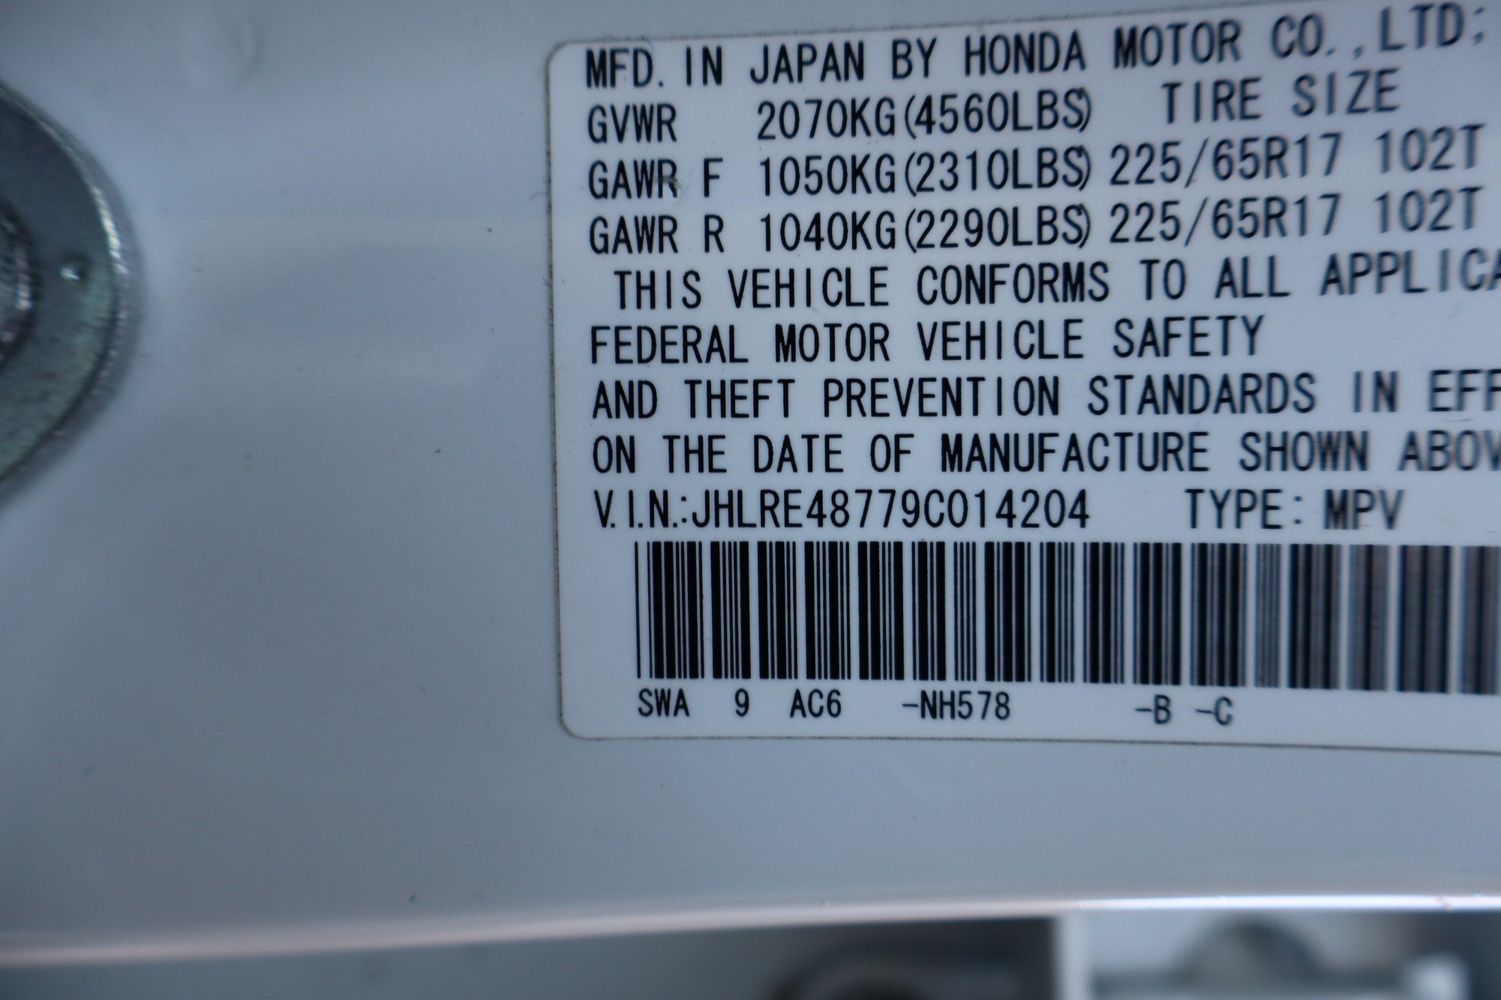 MFD. IN JAPAN BY HONDA MOTOR CO.,LTD;
GVWR 2070KG(4560LBS) TIRE SIZE
GAWR F 1050KG(2310LBS) 225/65R17 102T
GAWR R 1040KG(2290LBS) 225/65R17 102T
THIS VEHICLE CONFORMS TO ALL APPLICA
FEDERAL MOTOR VEHICLE SAFETY
AND THEFT PREVENTION STANDARDS IN EFF
ON THE DATE OF MANUFACTURE SHOWN ABOV
V.I.N.:JHLRE48779C014204 TYPE: MPV
SWA 9 AC6 -NH578 -B -C